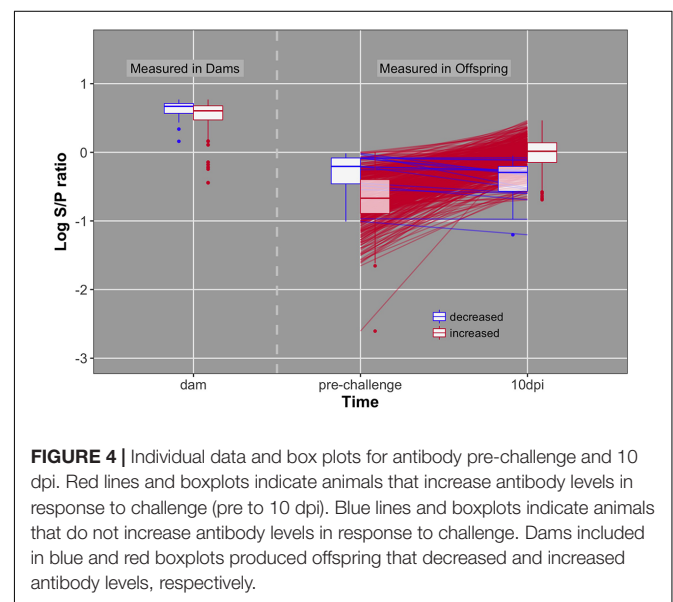 Measured in Dams
Measured in Offspring
1
0
-1
-2
-3
Log S/P ratio
decreased
increased
dam
pre-challenge
10dpi
Time
FIGURE 4 | Individual data and box plots for antibody pre-challenge and 10
dpi. Red lines and boxplots indicate animals that increase antibody levels in
response to challenge (pre to 10 dpi). Blue lines and boxplots indicate animals
that do not increase antibody levels in response to challenge. Dams included
in blue and red boxplots produced offspring that decreased and increased
antibody levels, respectively.